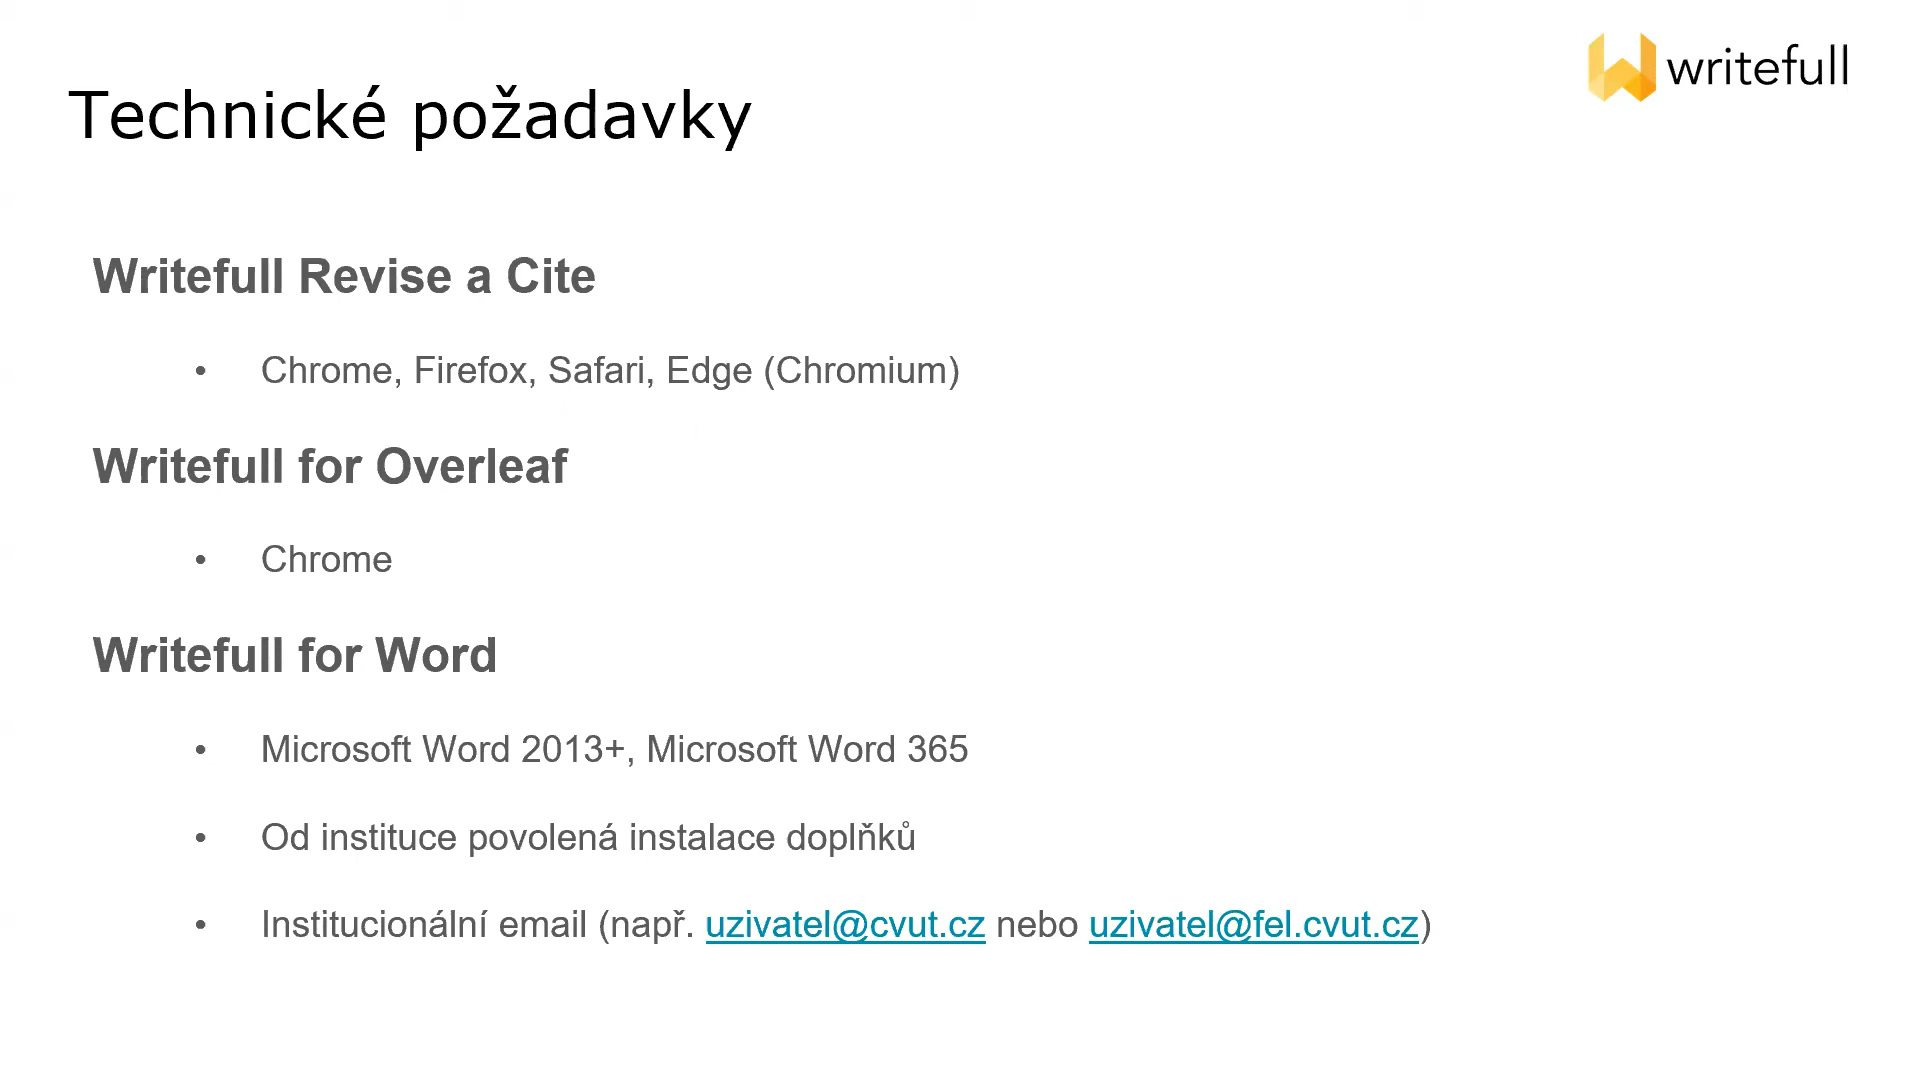 writefull
Technické požadavky
Writefull Revise a Cite
• Chrome, Firefox, Safari, Edge (Chromium)
Writefull for Overleaf
• Chrome
Writefull for Word
• Microsoft Word 2013+, Microsoft Word 365
• Od instituce povolená instalace doplňků
• Institucionální email (např. uzivatel@cvut.cz nebo uzivatel@fel.cvut.cz)